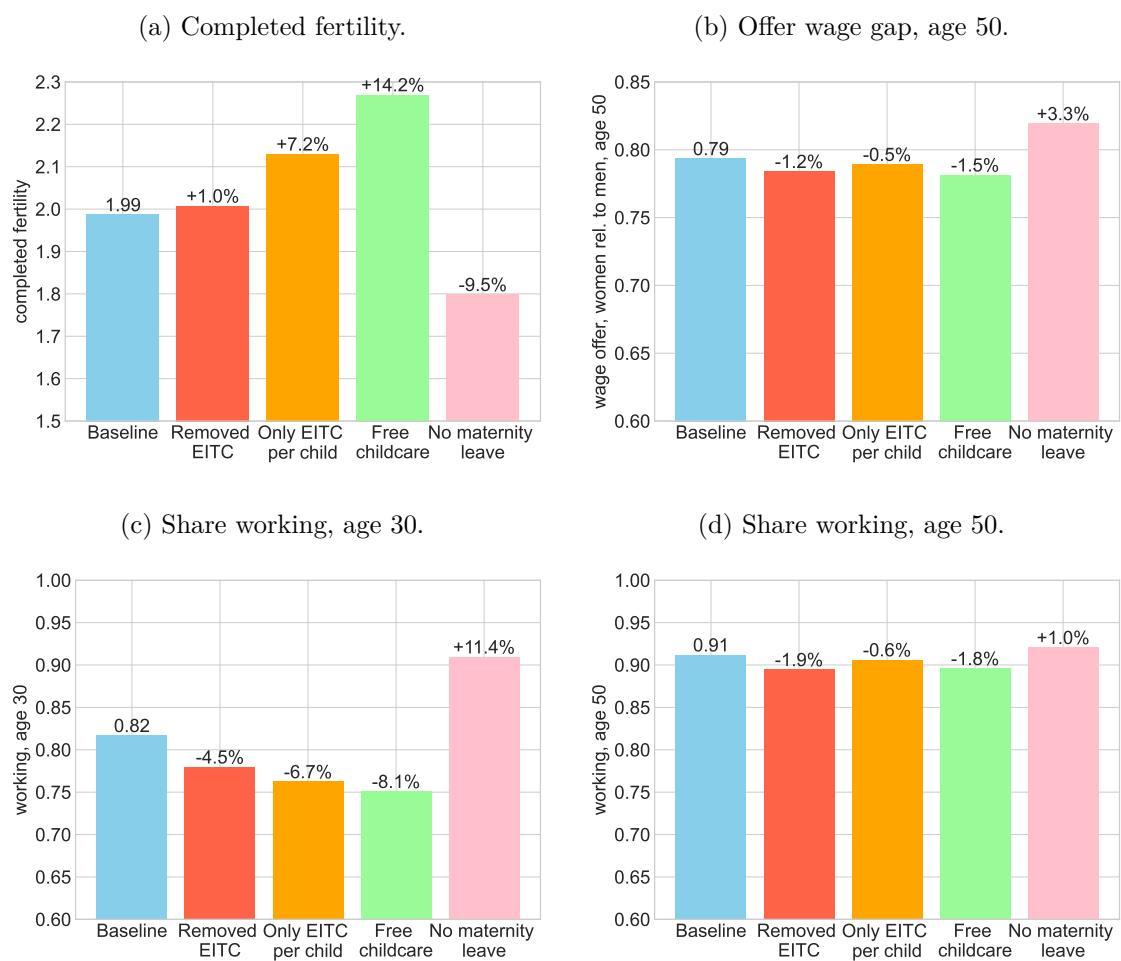 (a) Completed fertility.
completed fertility
2.3
2.2
2.1
2.0
1.9
1.8
1.7
1.6
1.5
1.99
+1.0%
+7.2%
+14.2%
-9.5%
Baseline
Removed
EITC
Only EITC
per child
Free
childcare
No maternity
leave
(b) Offer wage gap, age 50.
wage offer, women rel. to men, age 50
0.85
0.80
0.75
0.70
0.65
0.60
0.79
-1.2%
-0.5%
-1.5%
+3.3%
Baseline
Removed
EITC
Only EITC
per child
Free
childcare
No maternity
leave
(c) Share working, age 30.
working, age 30
1.00
0.95
0.90
0.85
0.80
0.75
0.70
0.65
0.60
0.82
-4.5%
-6.7%
-8.1%
+11.4%
Baseline
Removed
EITC
Only EITC
per child
Free
childcare
No maternity
leave
(d) Share working, age 50.
working, age 50
1.00
0.95
0.90
0.85
0.80
0.75
0.70
0.65
0.60
0.91
-1.9%
-0.6%
-1.8%
+1.0%
Baseline
Removed
EITC
Only EITC
per child
Free
childcare
No maternity
leave